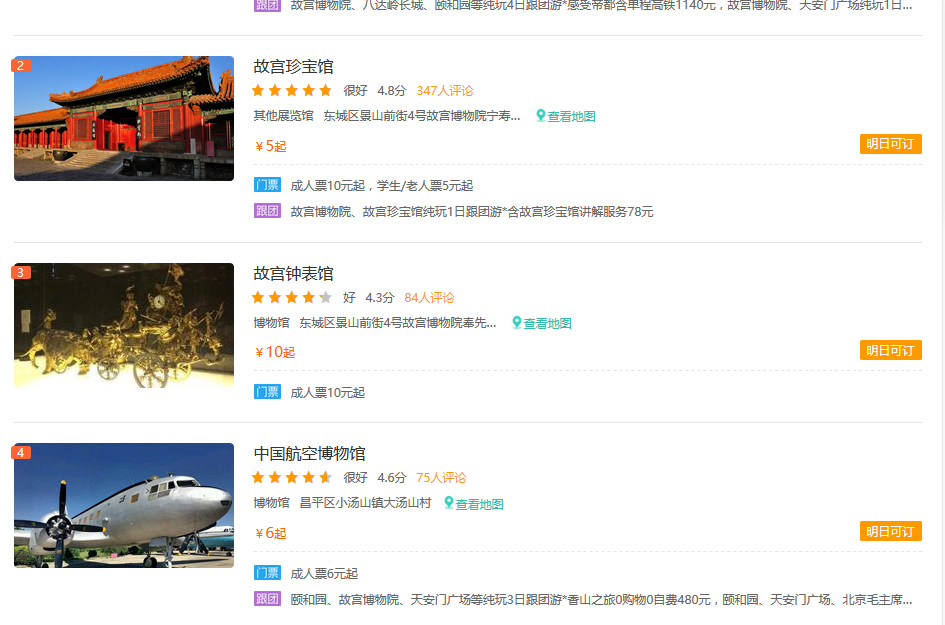 跟团 故宫博物院、八达岭长城、颐和园等纯玩4日跟团游*感受帝都含单程高铁1140元，故宫博物院、天安门广场纯玩1日...
2
故宫珍宝馆
很好 4.8分 347人评论
其他展览馆 东城区景山前街4号故宫博物院宁寿... 查看地图
￥5起
明日可订
门票 成人票10元起，学生/老人票5元起
跟团 故宫博物院、故宫珍宝馆纯玩1日跟团游*含故宫珍宝馆讲解服务78元
3
故宫钟表馆
好 4.3分 84人评论
博物馆 东城区景山前街4号故宫博物院奉先... 查看地图
￥10起
明日可订
门票 成人票10元起
4
中国航空博物馆
很好 4.6分 75人评论
博物馆 昌平区小汤山镇大汤山村 查看地图
￥6起
明日可订
门票 成人票6元起
跟团 颐和园、故宫博物院、天安门广场等纯玩3日跟团游*香山之旅0购物0自费480元，颐和园、天安门广场、北京毛主席...